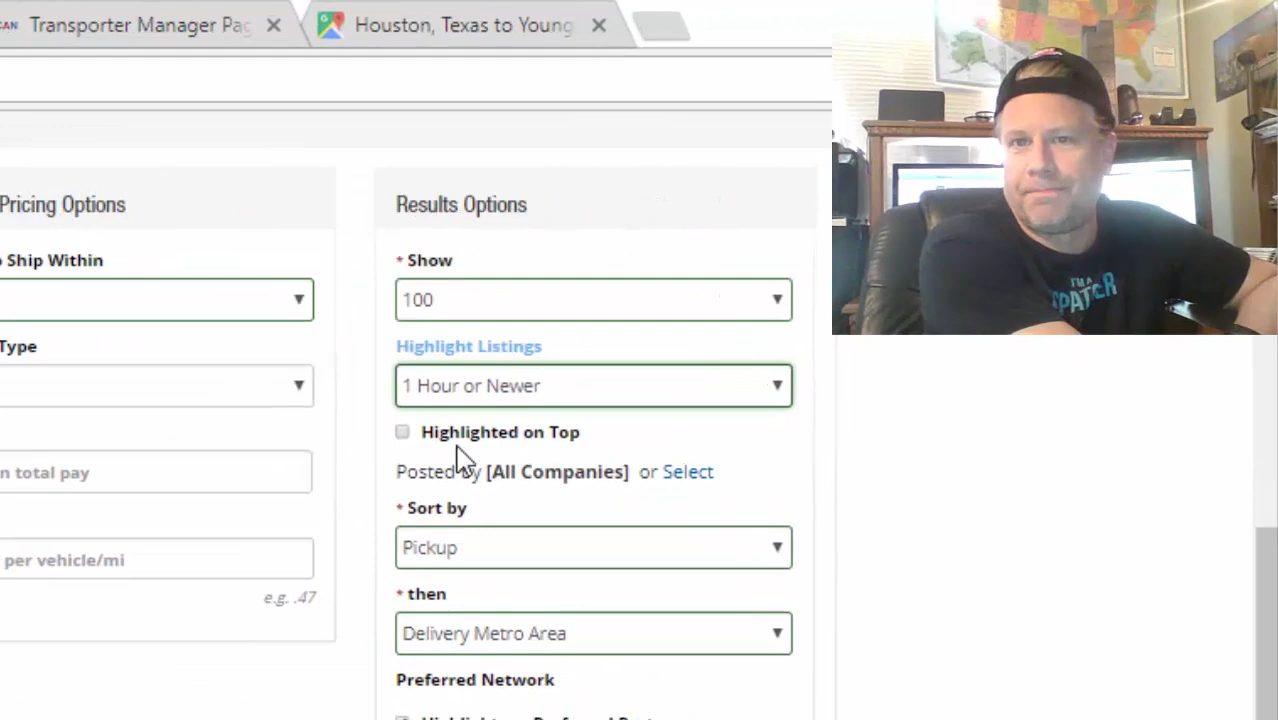 CAN Transporter Manager Pag
Houston, Texas to Young
Pricing Options
Results Options
Ship Within
* Show
100
Type
Highlight Listings
1 Hour or Newer
Highlighted on Top
n total pay
Posted by [All Companies] or Select
* Sort by
Pickup
per vehicle/mi
e.g. .47
* then
Delivery Metro Area
Preferred Network
I'M A